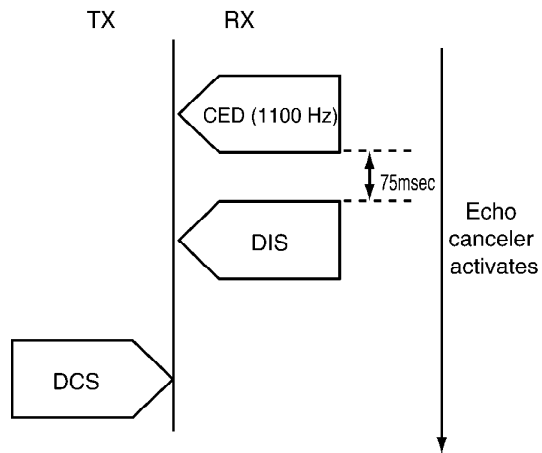 TX
RX
CED (1100 Hz)
75msec
DIS
Echo
canceler
activates
DCS